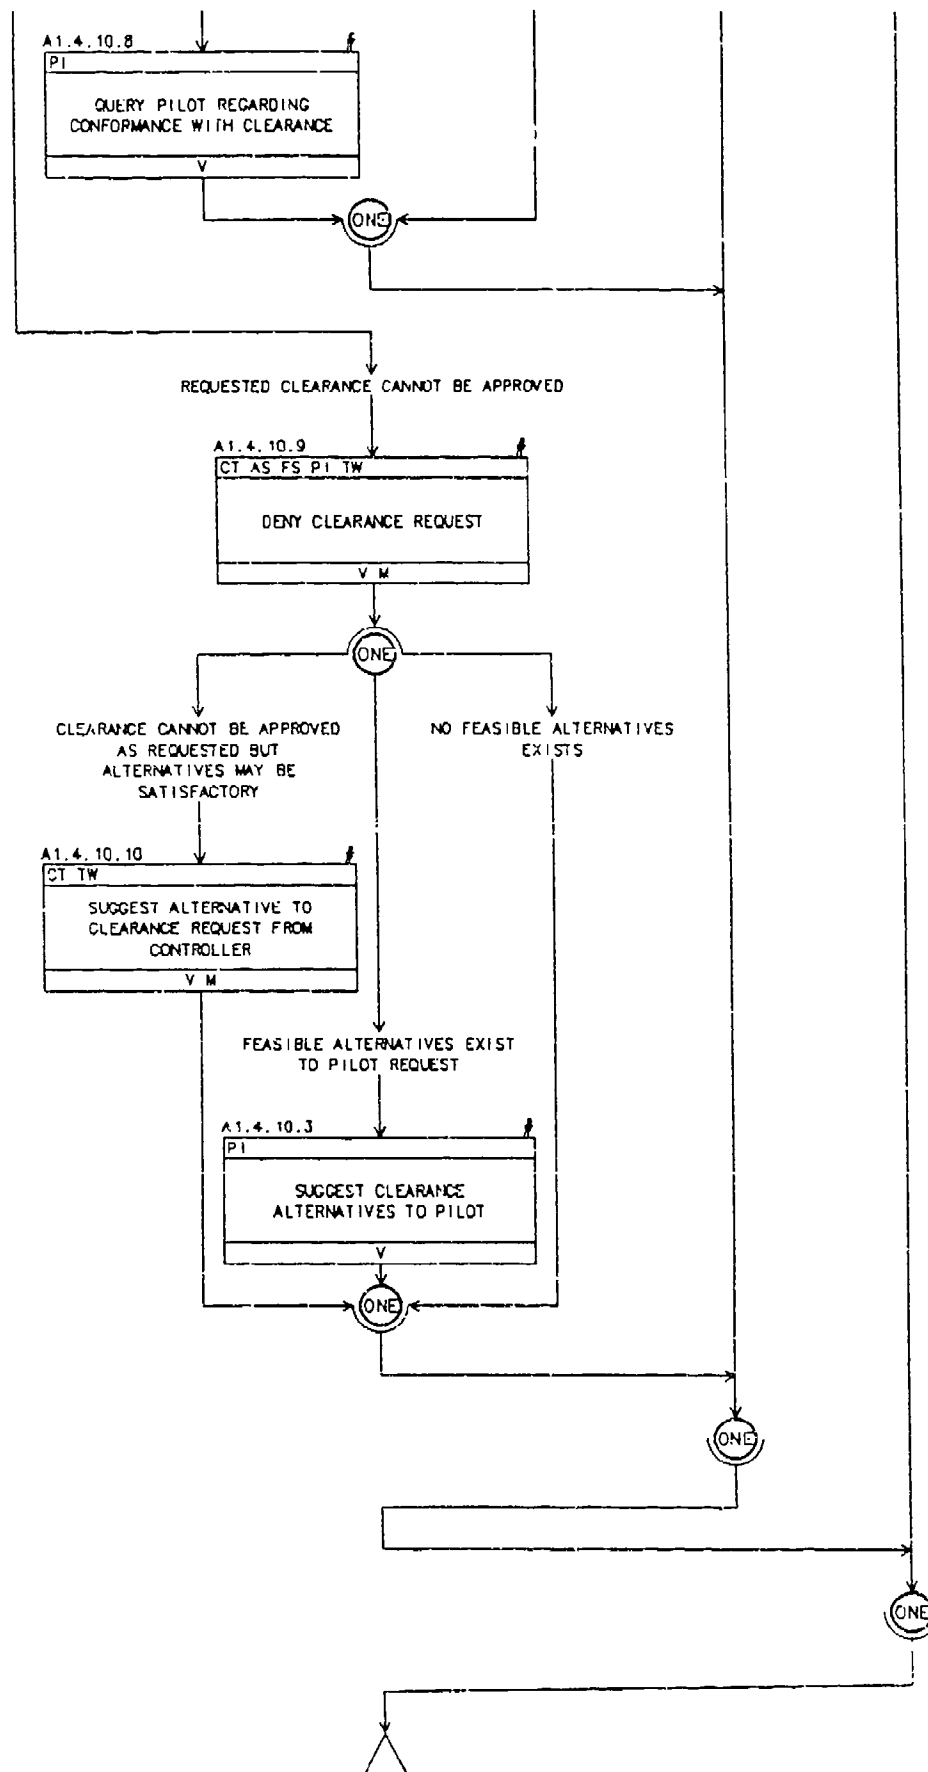 A1.4.10.8
PI
QUERY PILOT REGARDING
CONFORMANCE WITH CLEARANCE
V
ONE
REQUESTED CLEARANCE CANNOT BE APPROVED
A1.4.10.9
CT AS FS PI TW
DENY CLEARANCE REQUEST
V M
ONE
CLEARANCE CANNOT BE APPROVED
AS REQUESTED BUT
ALTERNATIVES MAY BE
SATISFACTORY
NO FEASIBLE ALTERNATIVES
EXISTS
A1.4.10.10
CT TW
SUGGEST ALTERNATIVE TO
CLEARANCE REQUEST FROM
CONTROLLER
V M
FEASIBLE ALTERNATIVES EXIST
TO PILOT REQUEST
A1.4.10.3
PI
SUGGEST CLEARANCE
ALTERNATIVES TO PILOT
V
ONE
ONE
ONE